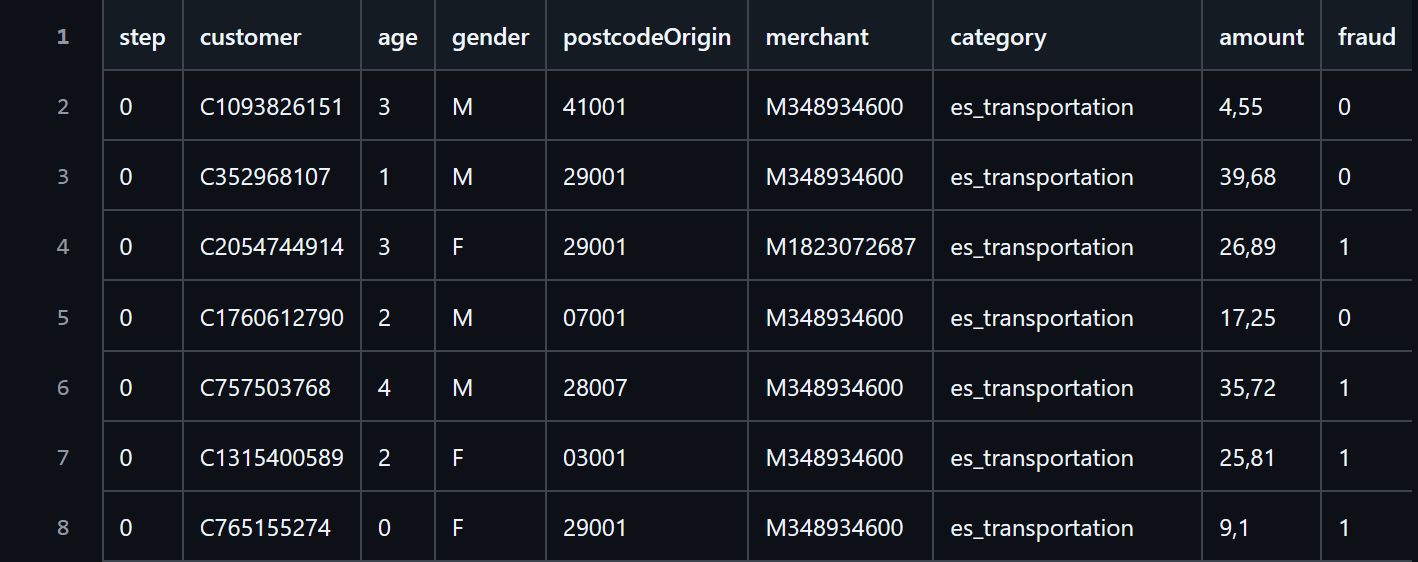 1 step customer age gender postcodeOrigin merchant category amount fraud
2 0 C1093826151 3 M 41001 M348934600 es_transportation 4,55 0
3 0 C352968107 1 M 29001 M348934600 es_transportation 39,68 0
4 0 C2054744914 3 F 29001 M1823072687 es_transportation 26,89 1
5 0 C1760612790 2 M 07001 M348934600 es_transportation 17,25 0
6 0 C757503768 4 M 28007 M348934600 es_transportation 35,72 1
7 0 C1315400589 2 F 03001 M348934600 es_transportation 25,81 1
8 0 C765155274 0 F 29001 M348934600 es_transportation 9,1 1